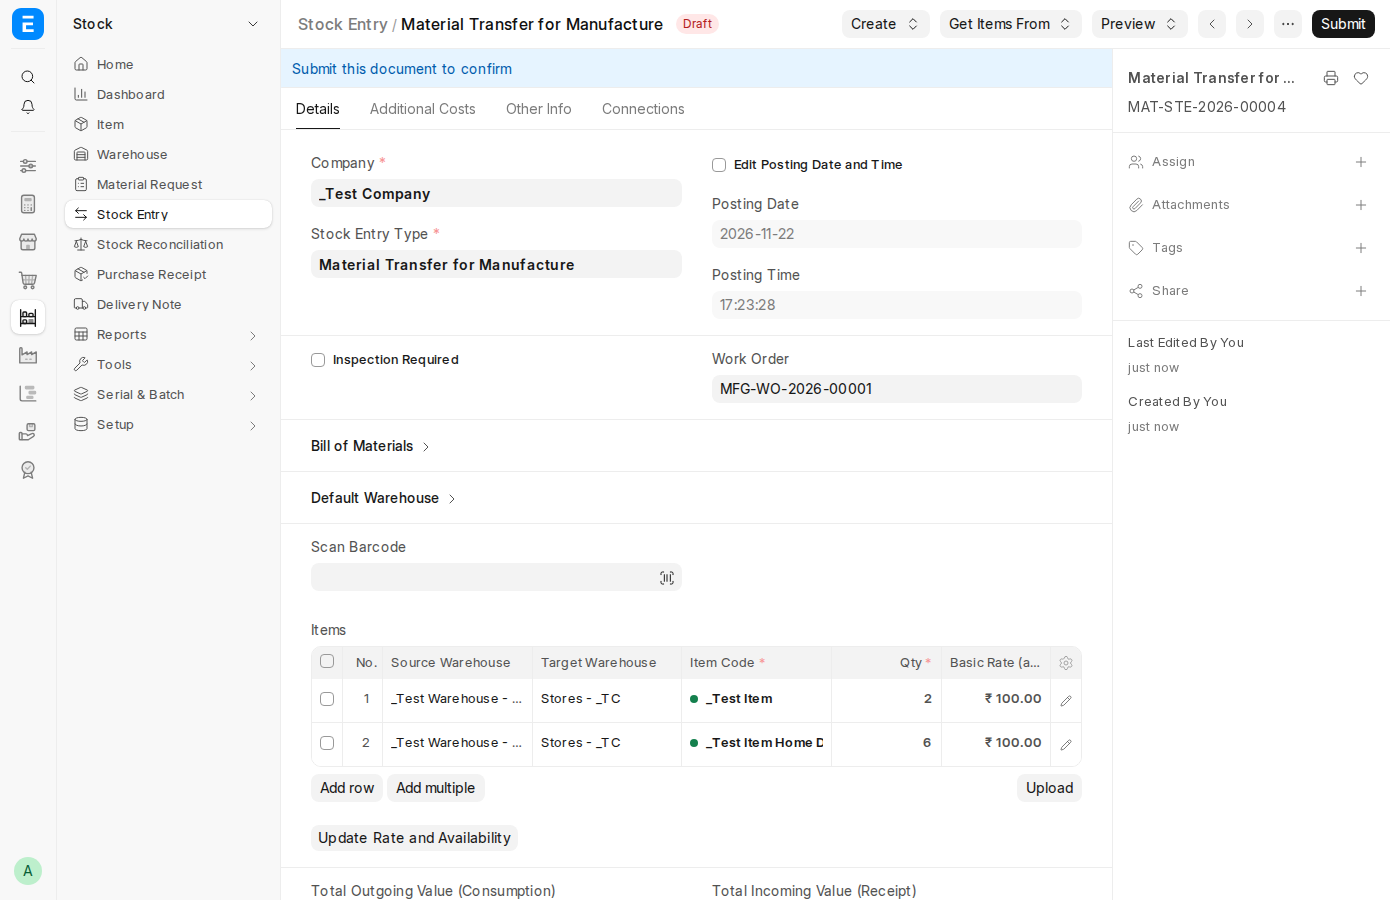 Stock
Home
Dashboard
Item
Warehouse
Material Request
Stock Entry
Stock Reconciliation
Purchase Receipt
Delivery Note
Reports
Tools
Serial & Batch
Setup
A
Stock Entry / Material Transfer for Manufacture Draft
Create
Get Items From
Preview
Submit
Submit this document to confirm
Details Additional Costs Other Info Connections
Company *
_Test Company
Stock Entry Type *
Material Transfer for Manufacture
Edit Posting Date and Time
Posting Date
2026-11-22
Posting Time
17:23:28
Inspection Required
Work Order
MFG-WO-2026-00001
Bill of Materials
Default Warehouse
Scan Barcode
Items
No. Source Warehouse Target Warehouse Item Code * Qty * Basic Rate (a...
1 _Test Warehouse - ... Stores - _TC _Test Item 2 ₹ 100.00
2 _Test Warehouse - ... Stores - _TC _Test Item Home D 6 ₹ 100.00
Add row Add multiple Upload
Update Rate and Availability
Total Outgoing Value (Consumption) Total Incoming Value (Receipt)
Material Transfer for ...
MAT-STE-2026-00004
Assign
Attachments
Tags
Share
Last Edited By You
just now
Created By You
just now